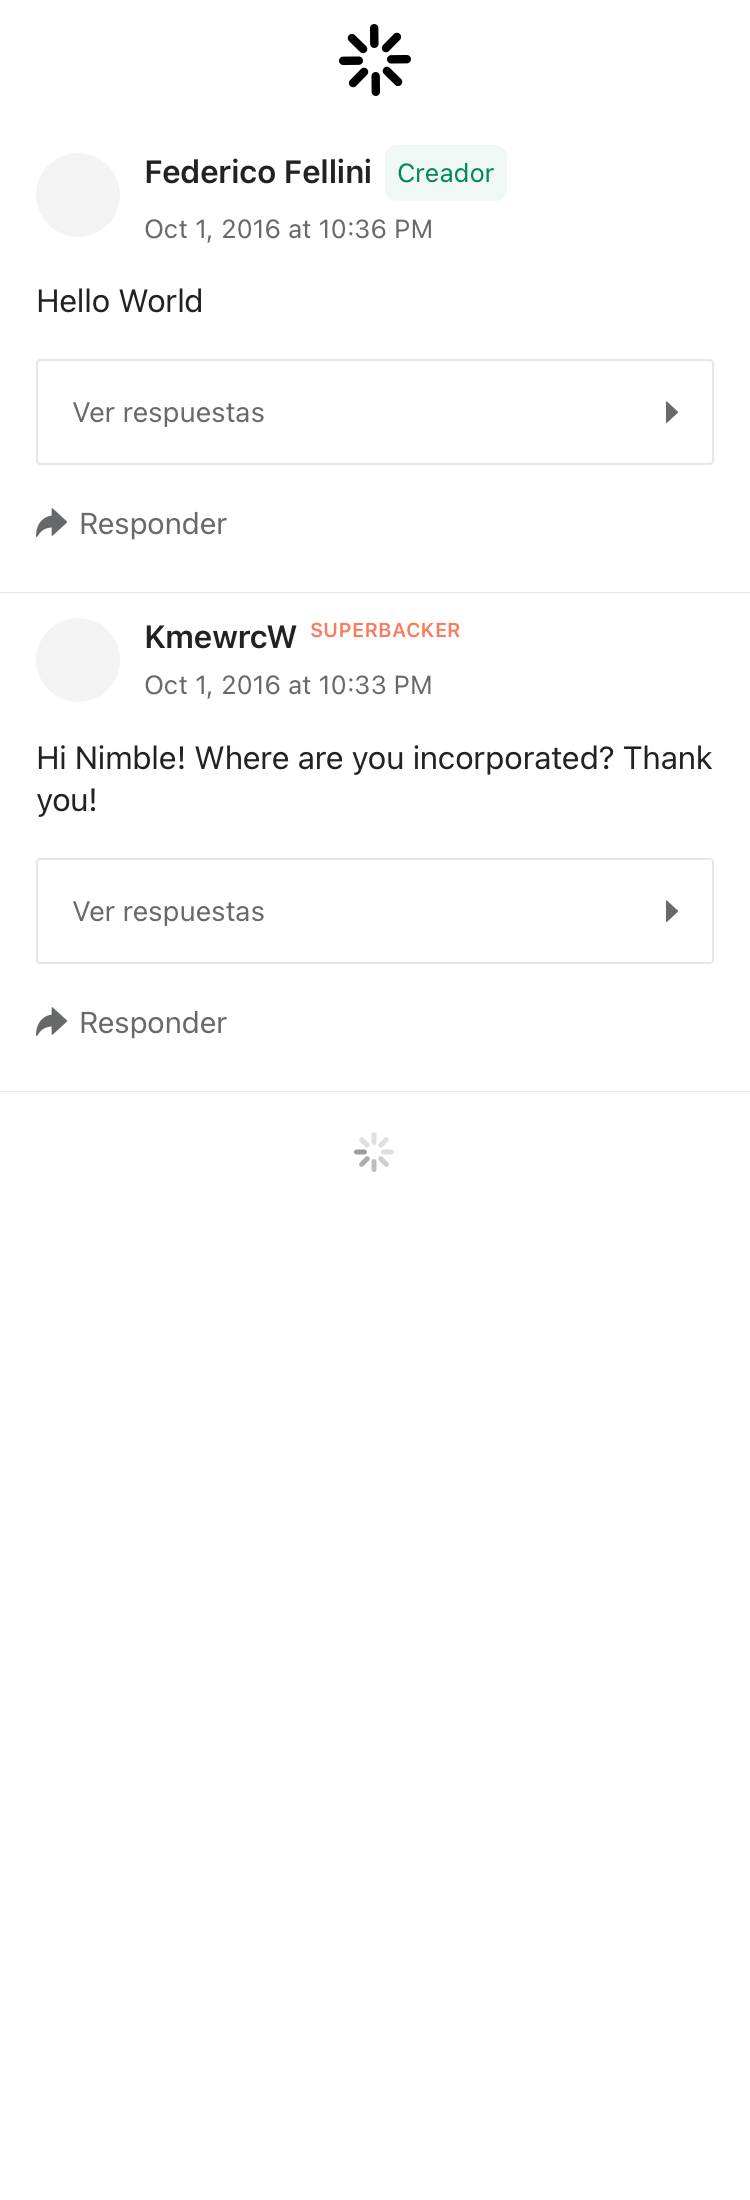 Federico Fellini Creador
Oct 1, 2016 at 10:36 PM
Hello World
Ver respuestas
Responder
KmewrcW SUPERBACKER
Oct 1, 2016 at 10:33 PM
Hi Nimble! Where are you incorporated? Thank
you!
Ver respuestas
Responder